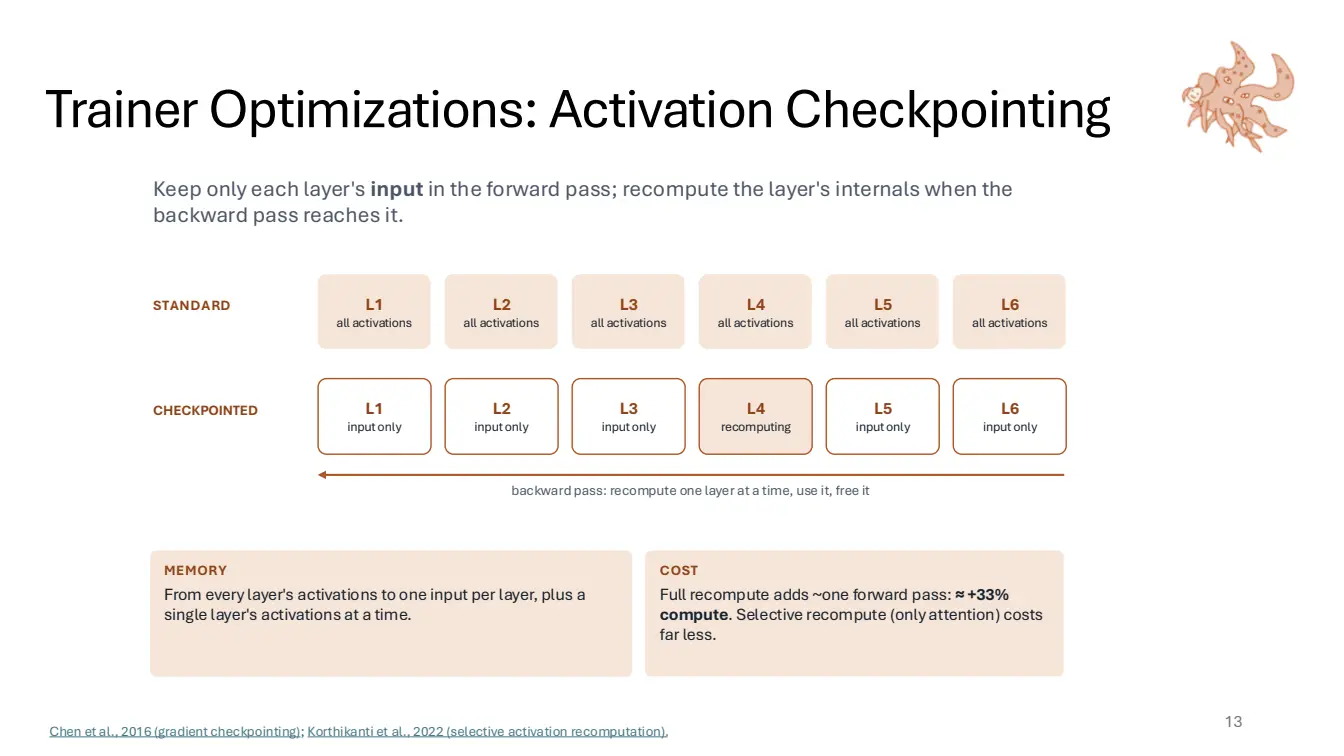 Trainer Optimizations: Activation Checkpointing
Keep only each layer's input in the forward pass; recompute the layer's internals when the
backward pass reaches it.
STANDARD
L1
all activations
L2
all activations
L3
all activations
L4
all activations
L5
all activations
L6
all activations
CHECKPOINTED
L1
input only
L2
input only
L3
input only
L4
recomputing
L5
input only
L6
input only
backward pass: recompute one layer at a time, use it, free it
MEMORY
From every layer's activations to one input per layer, plus a
single layer's activations at a time.
COST
Full recompute adds ~one forward pass: ≈ +33%
compute. Selective recompute (only attention) costs
far less.
Chen et al., 2016 (gradient checkpointing); Korthikanti et al., 2022 (selective activation recomputation).
13